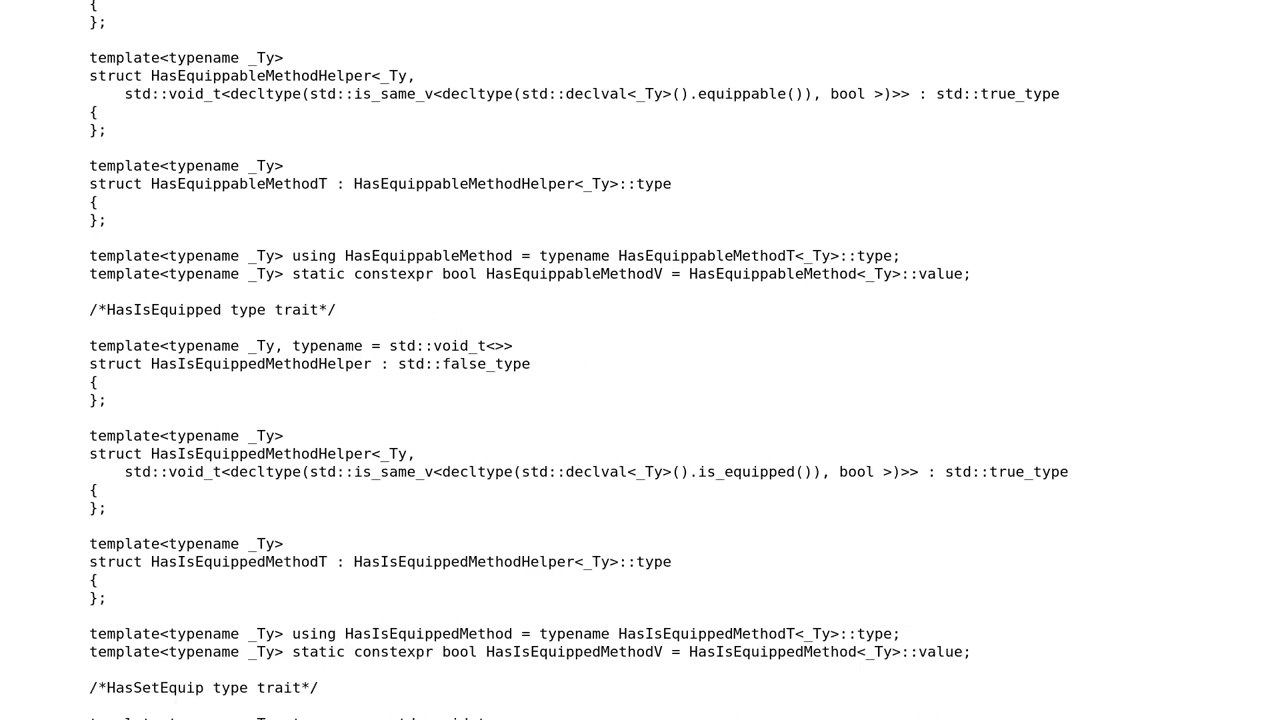 {
};
template<typename _Ty>
struct HasEquippableMethodHelper<_Ty,
std::void_t<decltype(std::is_same_v<decltype(std::declval<_Ty>().equippable()), bool >)>> : std::true_type
{
};
template<typename _Ty>
struct HasEquippableMethodT : HasEquippableMethodHelper<_Ty>::type
{
};
template<typename _Ty> using HasEquippableMethod = typename HasEquippableMethodT<_Ty>::type;
template<typename _Ty> static constexpr bool HasEquippableMethodV = HasEquippableMethod<_Ty>::value;
/*HasIsEquipped type trait*/
template<typename _Ty, typename = std::void_t<>>
struct HasIsEquippedMethodHelper : std::false_type
{
};
template<typename _Ty>
struct HasIsEquippedMethodHelper<_Ty,
std::void_t<decltype(std::is_same_v<decltype(std::declval<_Ty>().is_equipped()), bool >)>> : std::true_type
{
};
template<typename _Ty>
struct HasIsEquippedMethodT : HasIsEquippedMethodHelper<_Ty>::type
{
};
template<typename _Ty> using HasIsEquippedMethod = typename HasIsEquippedMethodT<_Ty>::type;
template<typename _Ty> static constexpr bool HasIsEquippedMethodV = HasIsEquippedMethod<_Ty>::value;
/*HasSetEquip type trait*/